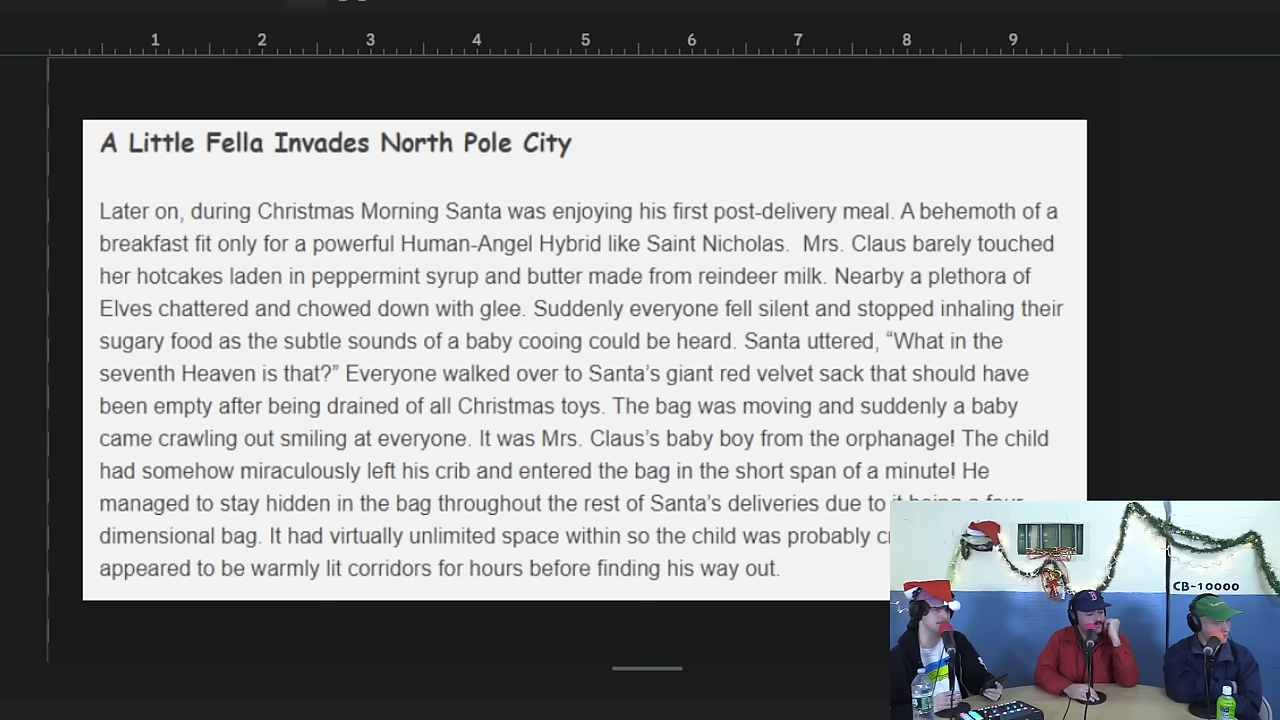 1 2 3 4 5 6 7 8 9
A Little Fella Invades North Pole City
Later on, during Christmas Morning Santa was enjoying his first post-delivery meal. A behemoth of a
breakfast fit only for a powerful Human-Angel Hybrid like Saint Nicholas.  Mrs. Claus barely touched
her hotcakes laden in peppermint syrup and butter made from reindeer milk. Nearby a plethora of
Elves chattered and chowed down with glee. Suddenly everyone fell silent and stopped inhaling their
sugary food as the subtle sounds of a baby cooing could be heard. Santa uttered, “What in the
seventh Heaven is that?” Everyone walked over to Santa’s giant red velvet sack that should have
been empty after being drained of all Christmas toys. The bag was moving and suddenly a baby
came crawling out smiling at everyone. It was Mrs. Claus’s baby boy from the orphanage! The child
had somehow miraculously left his crib and entered the bag in the short span of a minute! He
managed to stay hidden in the bag throughout the rest of Santa’s deliveries due to it being a four
dimensional bag. It had virtually unlimited space within so the child was probably
appeared to be warmly lit corridors for hours before finding his way out.
CB-10000